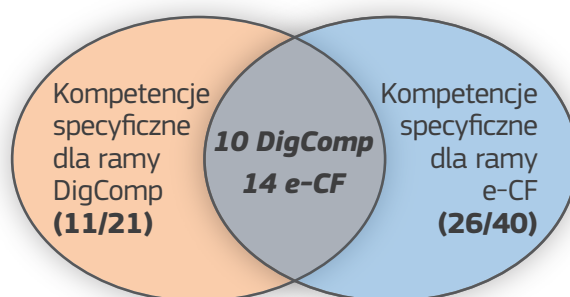 Kompetencje
specyficzne
dla ramy
DigComp
(11/21)
10 DigComp
14 e-CF
Kompetencje
specyficzne
dla ramy
e-CF
(26/40)